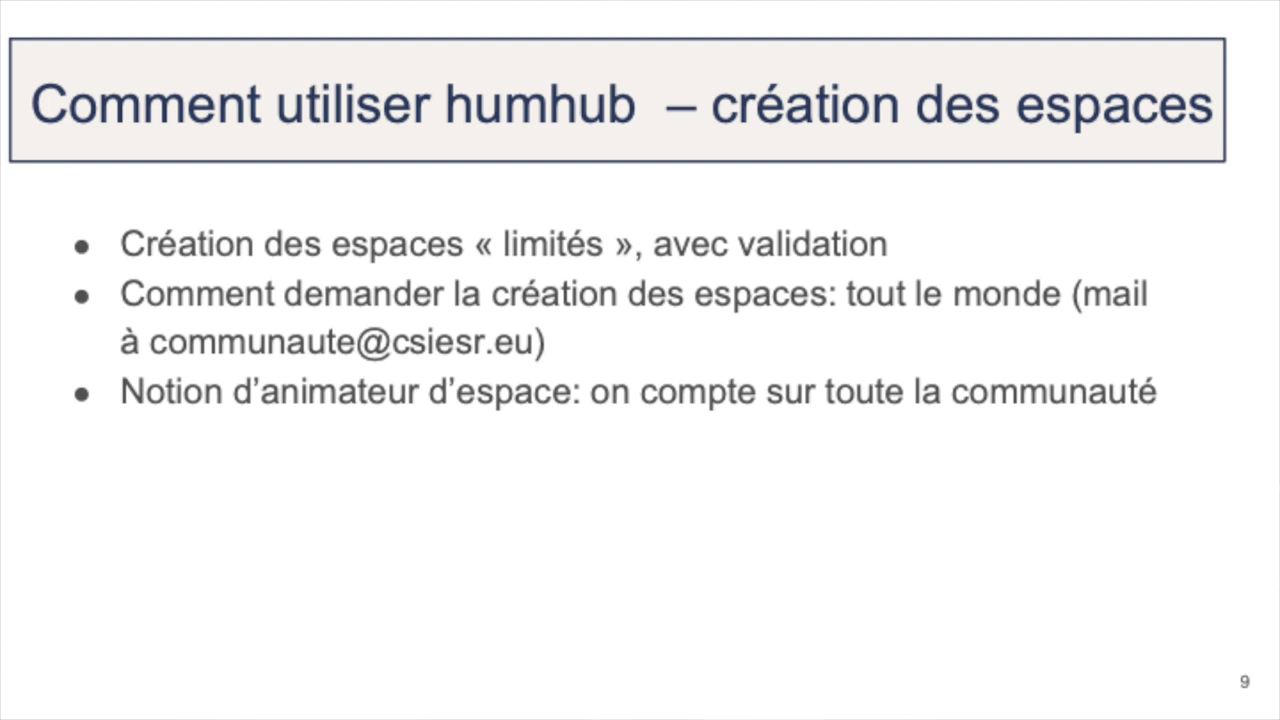 Comment utiliser humhub – création des espaces
● Création des espaces « limités », avec validation
● Comment demander la création des espaces: tout le monde (mail
à communaute@csiesr.eu)
● Notion d’animateur d’espace: on compte sur toute la communauté
9